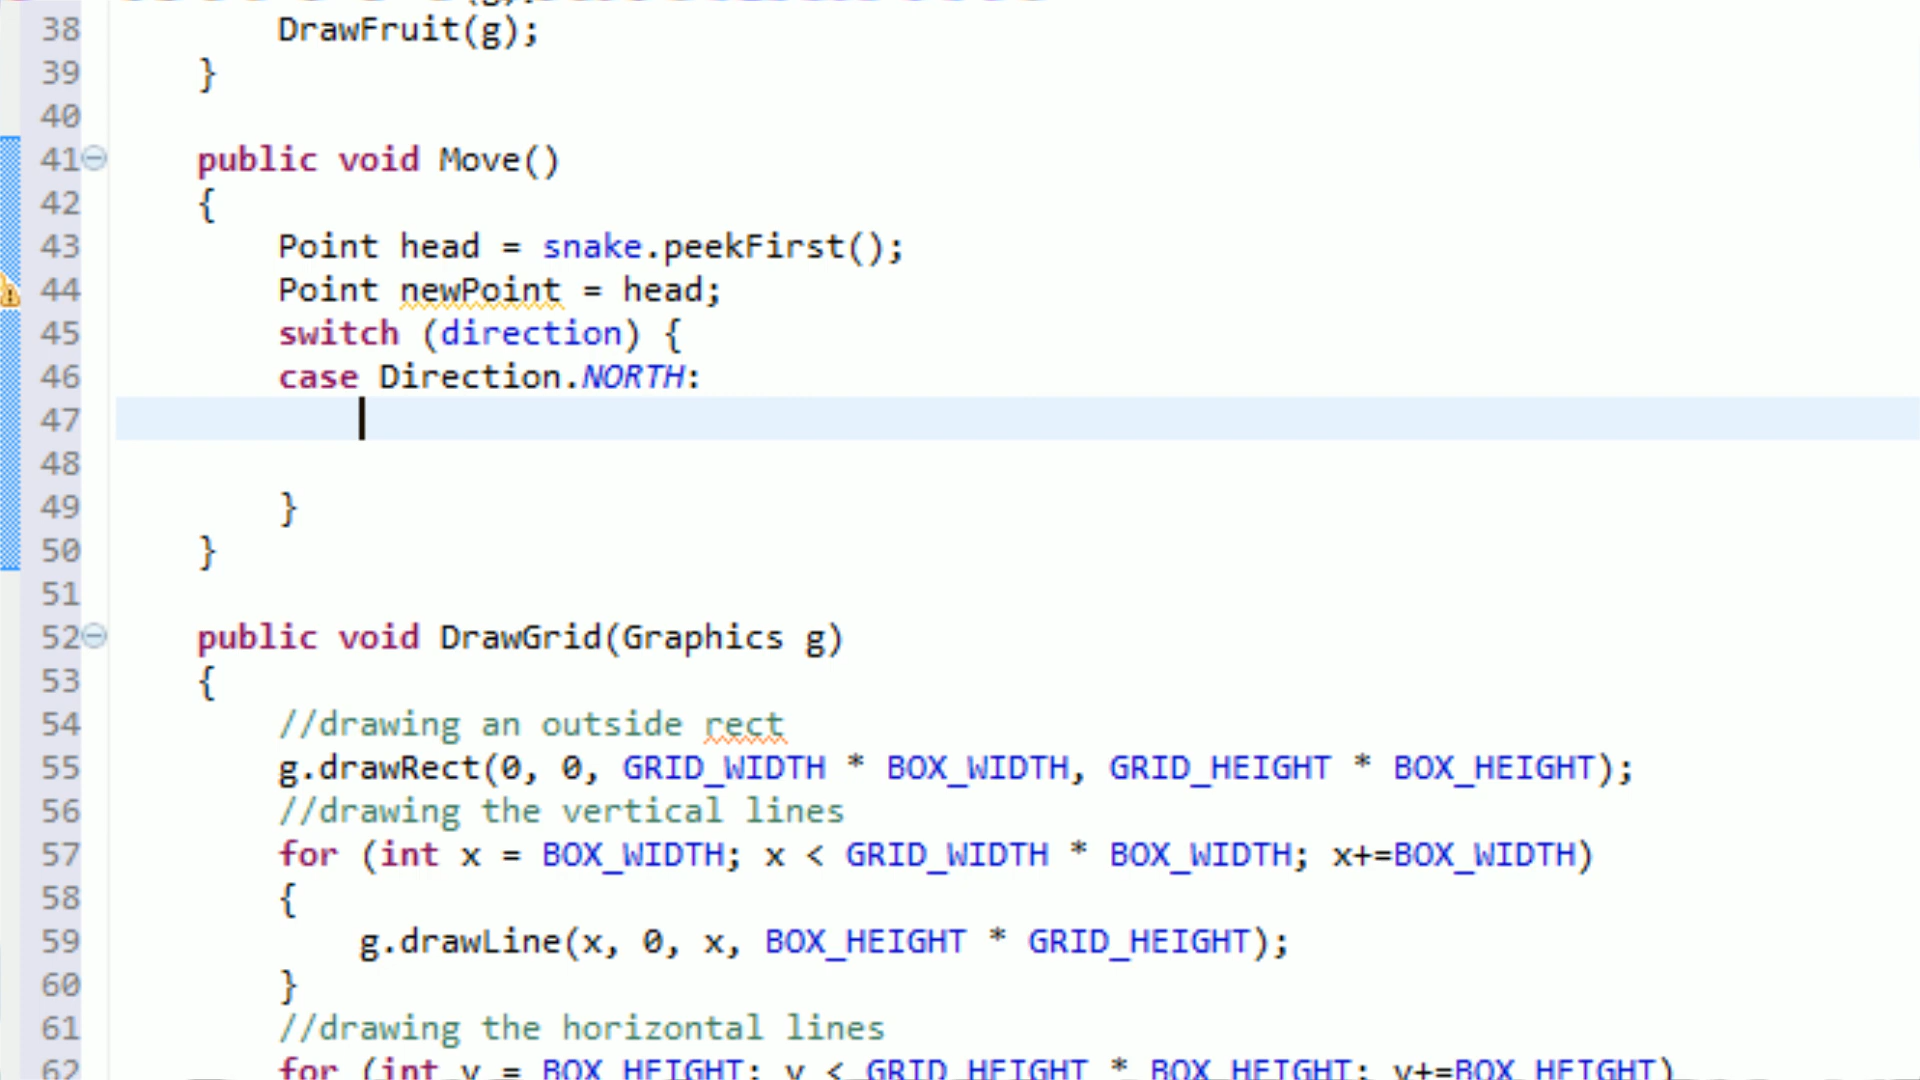 38 DrawFruit(g);
39 }
40
41 public void Move()
42 {
43 Point head = snake.peekFirst();
44 Point newPoint = head;
45 switch (direction) {
46 case Direction.NORTH:
47
48
49 }
50 }
51
52 public void DrawGrid(Graphics g)
53 {
54 //drawing an outside rect
55 g.drawRect(0, 0, GRID_WIDTH * BOX_WIDTH, GRID_HEIGHT * BOX_HEIGHT);
56 //drawing the vertical lines
57 for (int x = BOX_WIDTH; x < GRID_WIDTH * BOX_WIDTH; x+=BOX_WIDTH)
58 {
59 g.drawLine(x, 0, x, BOX_HEIGHT * GRID_HEIGHT);
60 }
61 //drawing the horizontal lines
62 for (int y = BOX_HEIGHT; y < GRID_HEIGHT * BOX_HEIGHT; y+=BOX_HEIGHT)